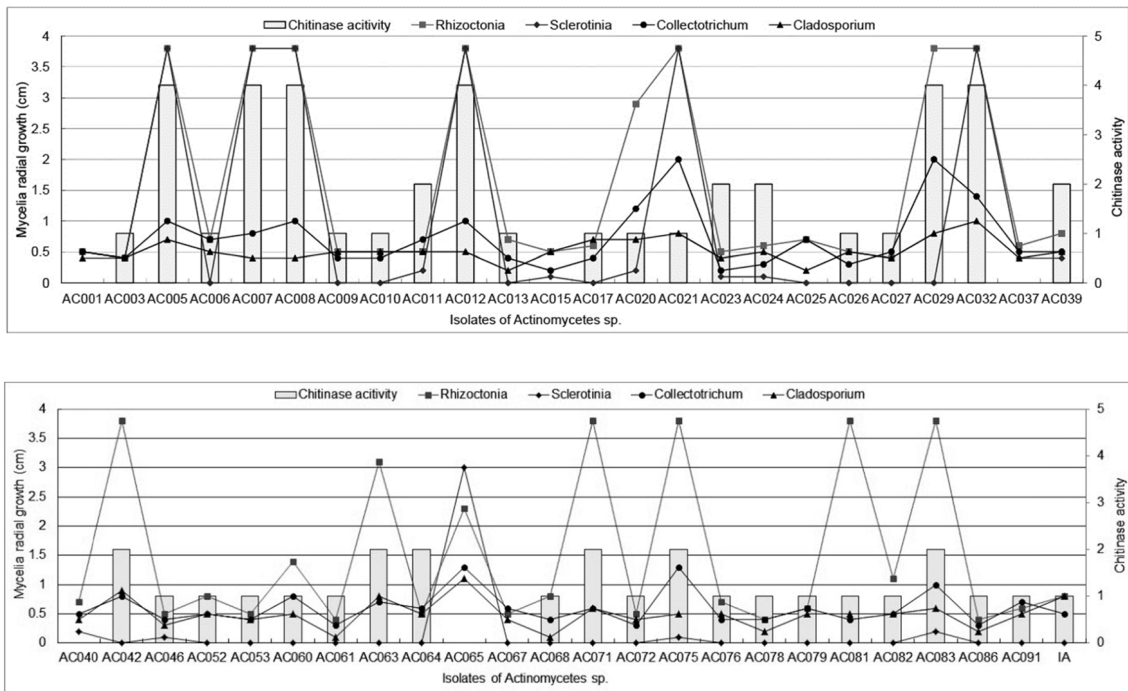 Chitinase acitivity Rhizoctonia Sclerotinia Collectotrichum Cladosporium
4 5
3.5
3 4
2.5 3
2
1.5 2
1
0.5 1
0 0
Mycelia radial growth (cm)
Chitinase activity
AC001 AC003 AC005 AC006 AC007 AC008 AC009 AC010 AC011 AC012 AC013 AC015 AC017 AC020 AC021 AC023 AC024 AC025 AC026 AC027 AC029 AC032 AC037 AC039
Isolates of Actinomycetes sp.
Chitinase acitivity Rhizoctonia Sclerotinia Collectotrichum Cladosporium
4 5
3.5
3 4
2.5 3
2
1.5 2
1
0.5 1
0 0
Mycelia radial growth (cm)
Chitinase activity
AC040 AC042 AC046 AC052 AC053 AC060 AC061 AC063 AC064 AC065 AC067 AC068 AC071 AC072 AC075 AC076 AC078 AC079 AC081 AC082 AC083 AC086 AC091 IA
Isolates of Actinomycetes sp.